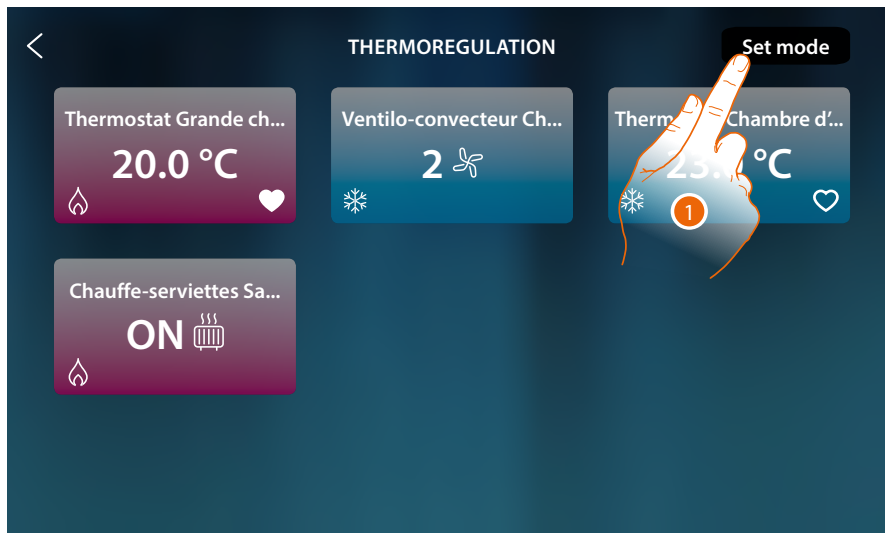 THERMOREGULATION
Set mode
Thermostat Grande ch...
20.0 °C
Ventilo-convecteur Ch...
2
Chambre d'...
°C
1
Chauffe-serviettes Sa...
ON